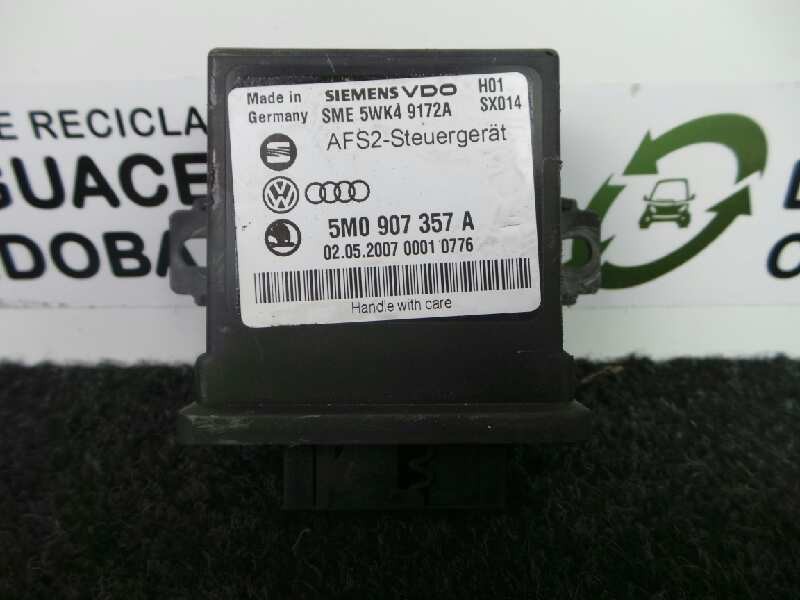 Made in Germany
SIEMENS VDO
H01
SME 5WK4 9172A
SX014
AFS2-Steuergerät
5M0 907 357 A
02.05.2007 0001 0776
Handle with care
E RECICLA
GUACE
DOBA